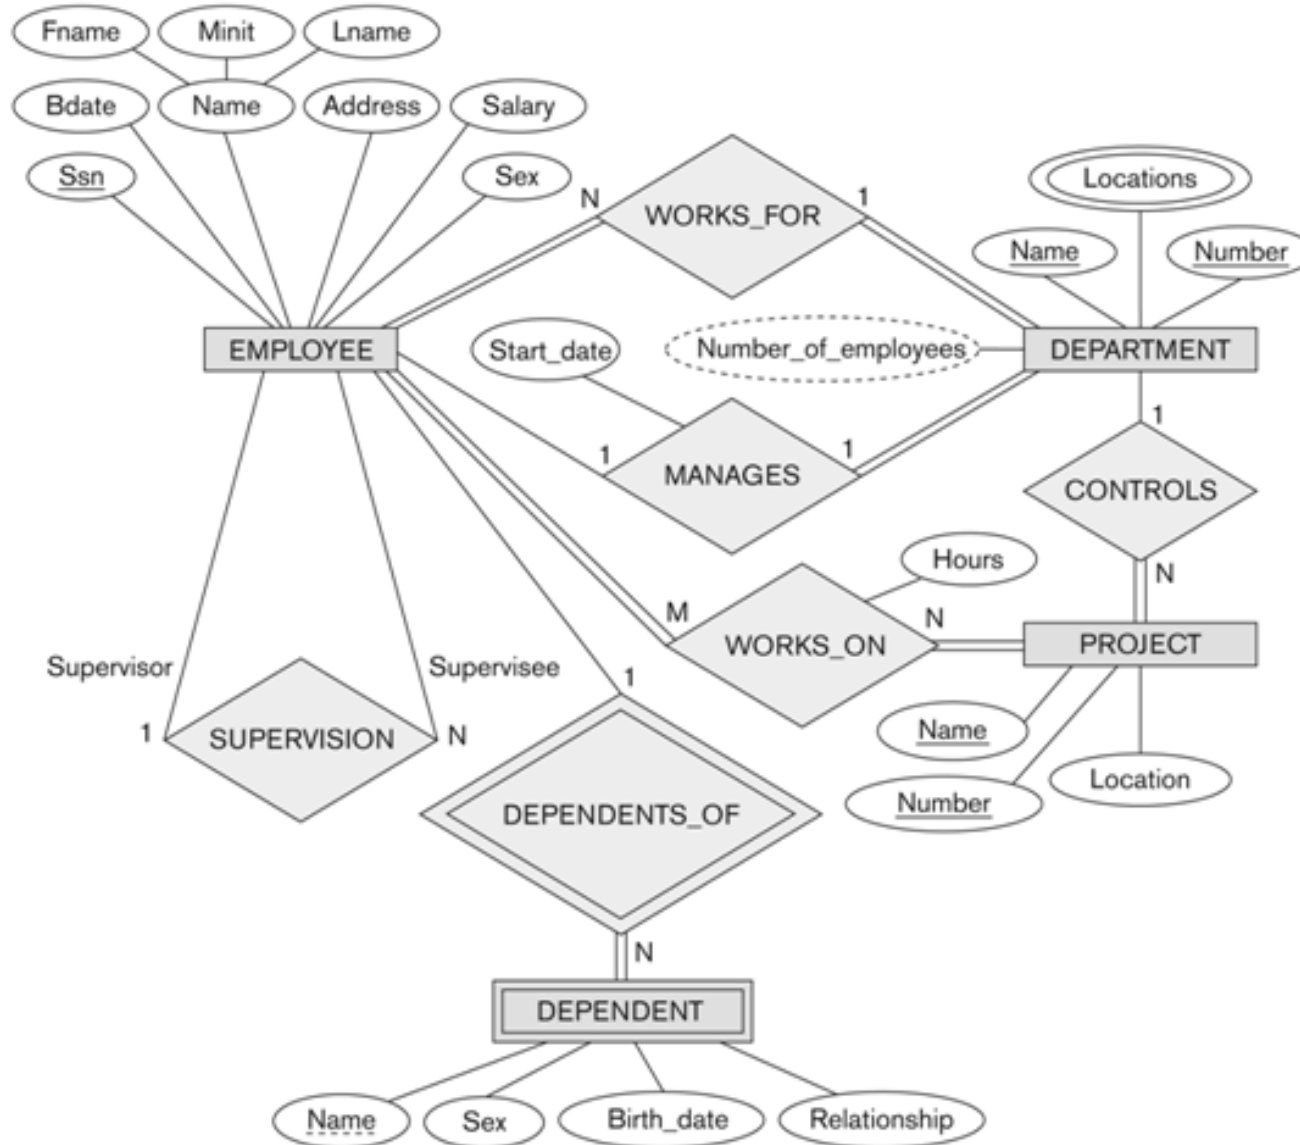 Fname
Minit
Lname
Bdate
Name
Address
Salary
Ssn
Sex
N
WORKS_FOR
1
Locations
Name
Number
EMPLOYEE
Start_date
Number_of_employees
DEPARTMENT
1
MANAGES
1
1
CONTROLS
N
Hours
M
WORKS_ON
N
PROJECT
Supervisor
Supervisee
1
SUPERVISION
N
1
Name
Number
Location
DEPENDENTS_OF
N
DEPENDENT
Name
Sex
Birth_date
Relationship